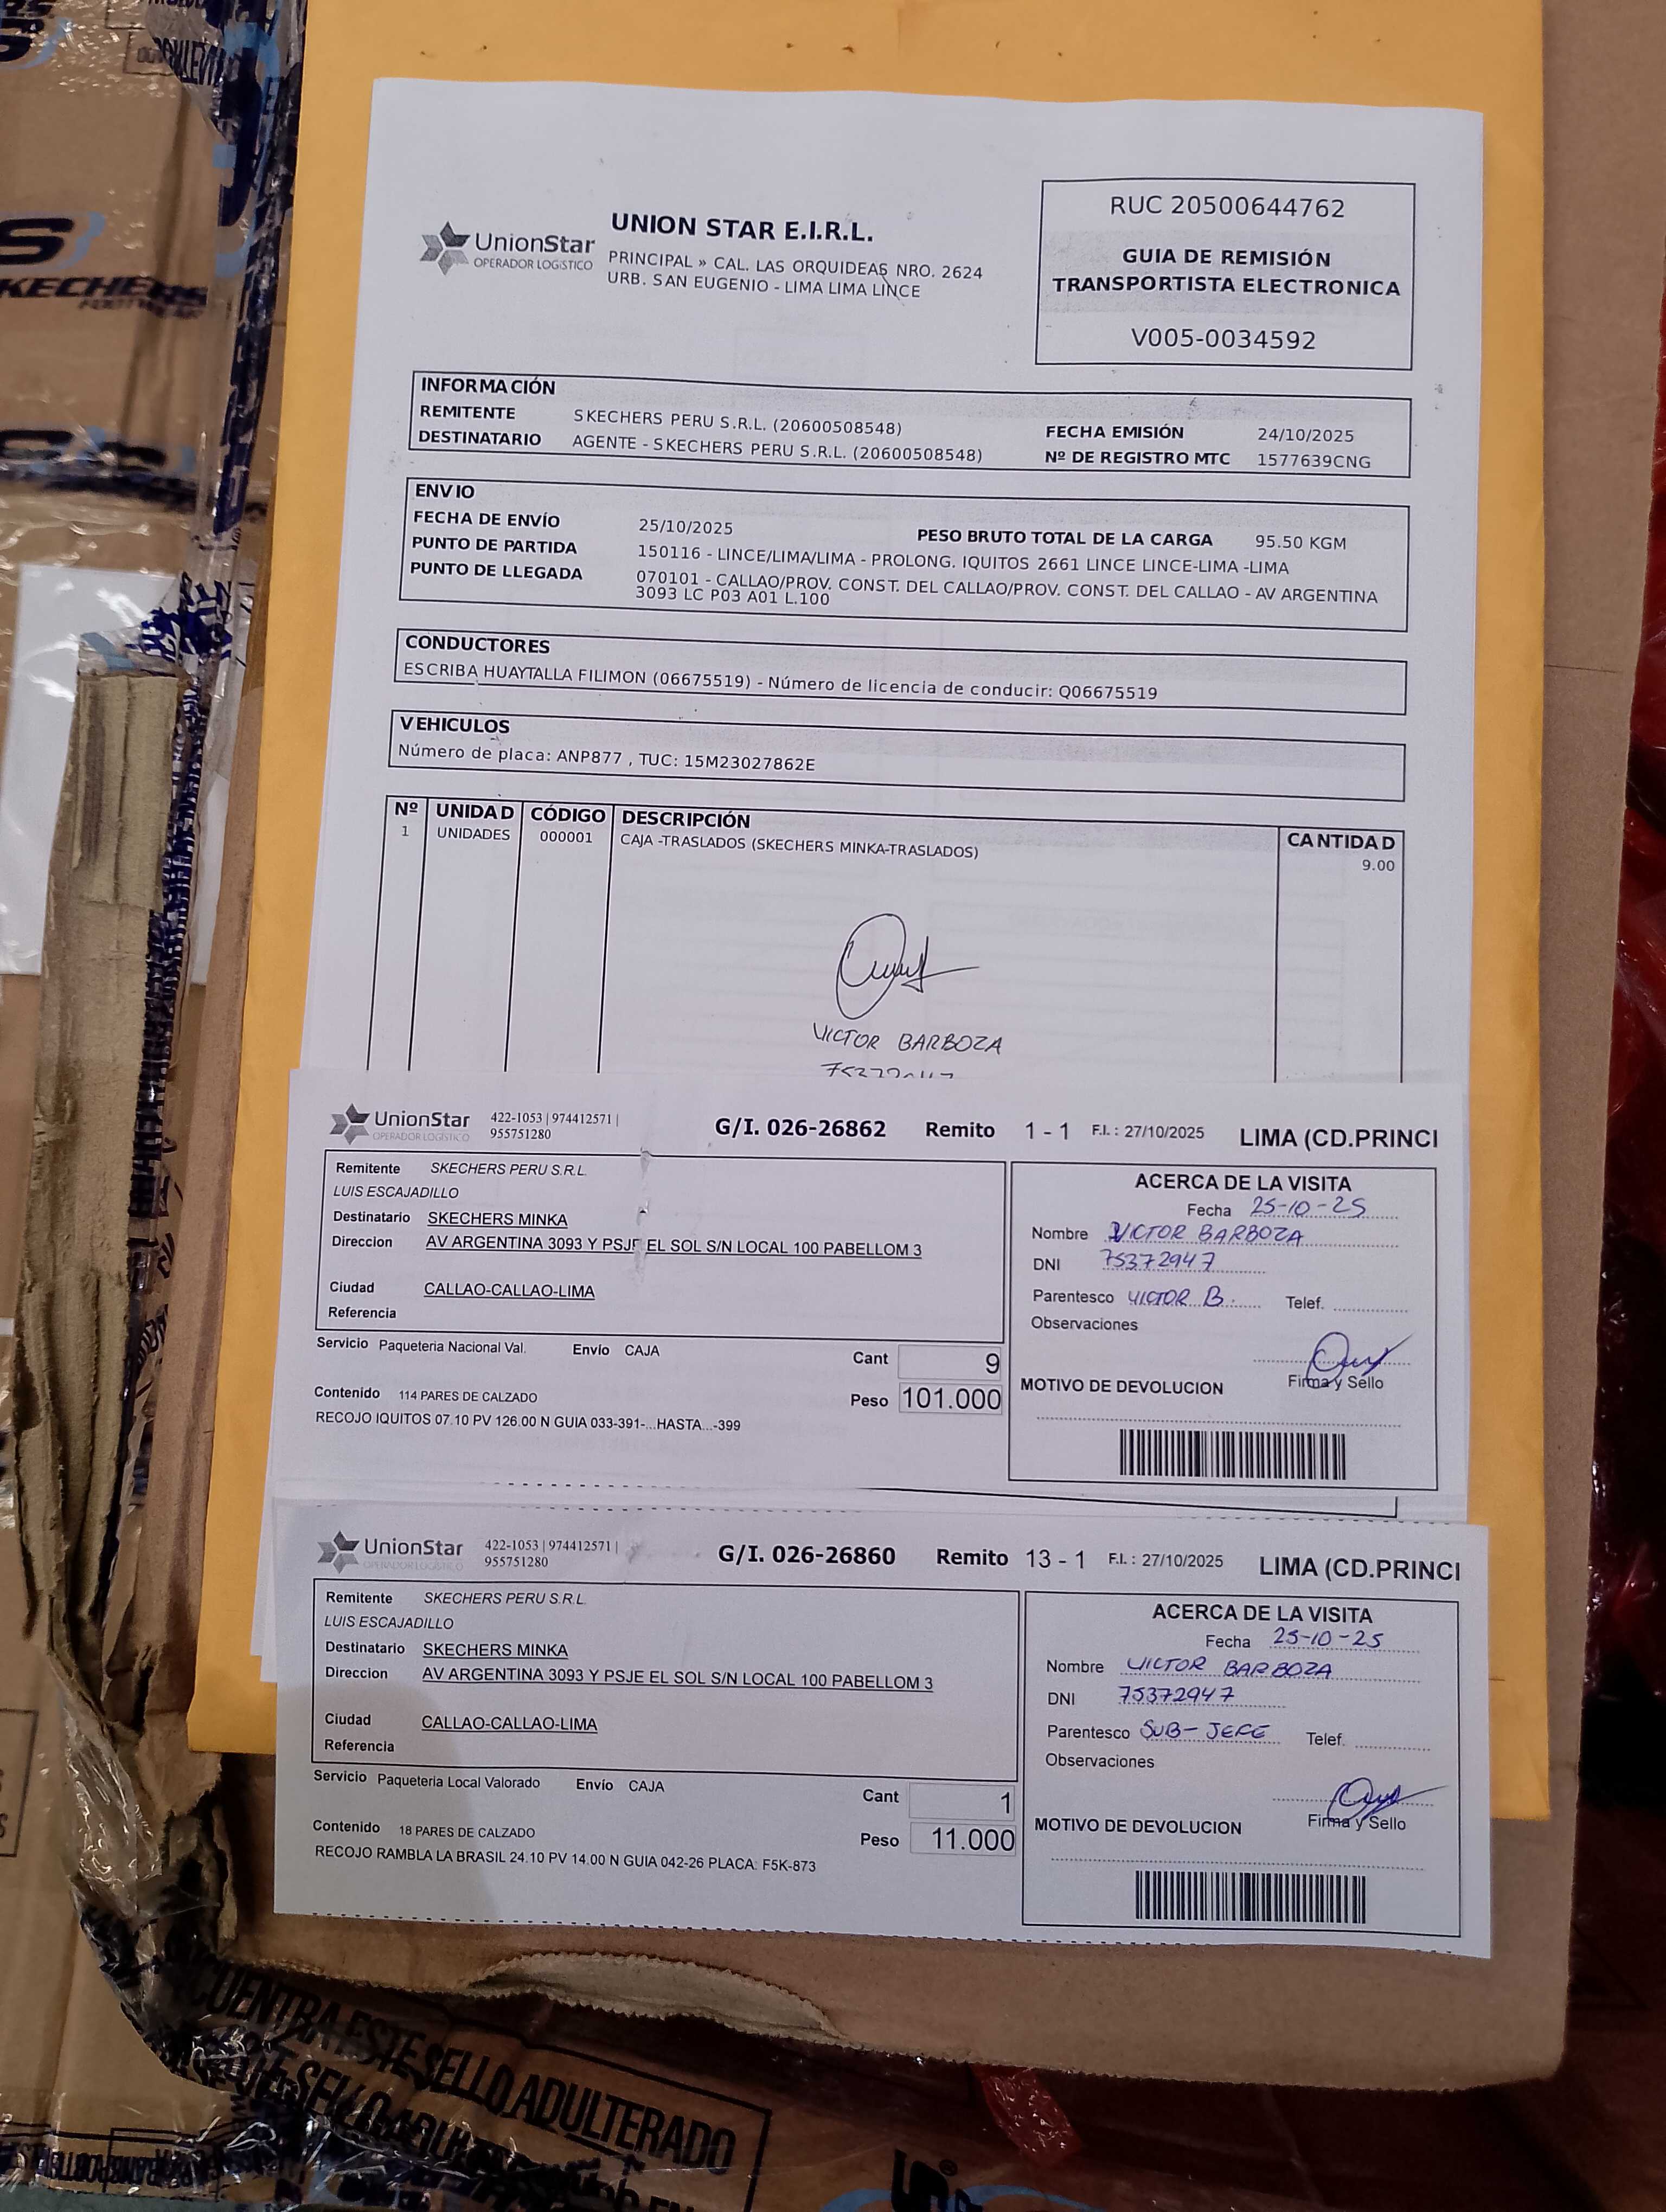 UnionStar
OPERADOR LOGÍSTICO
UNION STAR E.I.R.L.
PRINCIPAL » CAL. LAS ORQUIDEAS NRO. 2624
URB. SAN EUGENIO - LIMA LIMA LINCE
RUC 20500644762
GUIA DE REMISIÓN
TRANSPORTISTA ELECTRONICA
V005-0034592
INFORMACIÓN
REMITENTE SKECHERS PERU S.R.L. (20600508548)
DESTINATARIO AGENTE - SKECHERS PERU S.R.L. (20600508548)
FECHA EMISIÓN 24/10/2025
Nº DE REGISTRO MTC 1577639CNG
ENVIO
FECHA DE ENVÍO 25/10/2025 PESO BRUTO TOTAL DE LA CARGA 95.50 KGM
PUNTO DE PARTIDA 150116 - LINCE/LIMA/LIMA - PROLONG. IQUITOS 2661 LINCE LINCE-LIMA -LIMA
PUNTO DE LLEGADA 070101 - CALLAO/PROV. CONST. DEL CALLAO/PROV. CONST. DEL CALLAO - AV ARGENTINA
3093 LC P03 A01 L.100
CONDUCTORES
ESCRIBA HUAYTALLA FILIMON (06675519) - Número de licencia de conducir: Q06675519
VEHICULOS
Número de placa: ANP877 , TUC: 15M23027862E
Nº UNIDAD CÓDIGO DESCRIPCIÓN CANTIDAD
1 UNIDADES 000001 CAJA -TRASLADOS (SKECHERS MINKA-TRASLADOS) 9.00
VICTOR BARBOZA
UnionStar 422-1053 | 974412571 |
OPERADOR LOGÍSTICO 955751280
G/I. 026-26862 Remito 1 - 1 F.I. : 27/10/2025 LIMA (CD.PRINCI
Remitente SKECHERS PERU S.R.L.
LUIS ESCAJADILLO
Destinatario SKECHERS MINKA
Direccion AV ARGENTINA 3093 Y PSJE EL SOL S/N LOCAL 100 PABELLOM 3
Ciudad CALLAO-CALLAO-LIMA
Referencia
Servicio Paqueteria Nacional Val. Envío CAJA
Cant 9
Contenido 114 PARES DE CALZADO
Peso 101.000
RECOJO IQUITOS 07.10 PV 126.00 N GUIA 033-391-...HASTA...-399
ACERCA DE LA VISITA
Fecha 25-10-25
Nombre VICTOR BARBOZA
DNI 75372947
Parentesco VICTOR B. Telef.
Observaciones
Firma y Sello
MOTIVO DE DEVOLUCION
UnionStar 422-1053 | 974412571 |
OPERADOR LOGÍSTICO 955751280
G/I. 026-26860 Remito 13 - 1 F.I. : 27/10/2025 LIMA (CD.PRINCI
Remitente SKECHERS PERU S.R.L.
LUIS ESCAJADILLO
Destinatario SKECHERS MINKA
Direccion AV ARGENTINA 3093 Y PSJE EL SOL S/N LOCAL 100 PABELLOM 3
Ciudad CALLAO-CALLAO-LIMA
Referencia
Servicio Paqueteria Local Valorado Envío CAJA
Cant 1
Contenido 18 PARES DE CALZADO
Peso 11.000
RECOJO RAMBLA LA BRASIL 24.10 PV 14.00 N GUIA 042-26 PLACA: F5K-873
ACERCA DE LA VISITA
Fecha 25-10-25
Nombre VICTOR BARBOZA
DNI 75372947
Parentesco SUB-JEFE Telef.
Observaciones
Firma y Sello
MOTIVO DE DEVOLUCION
SKECHERS
CUENTRA ESTE SELLO ADULTERADO